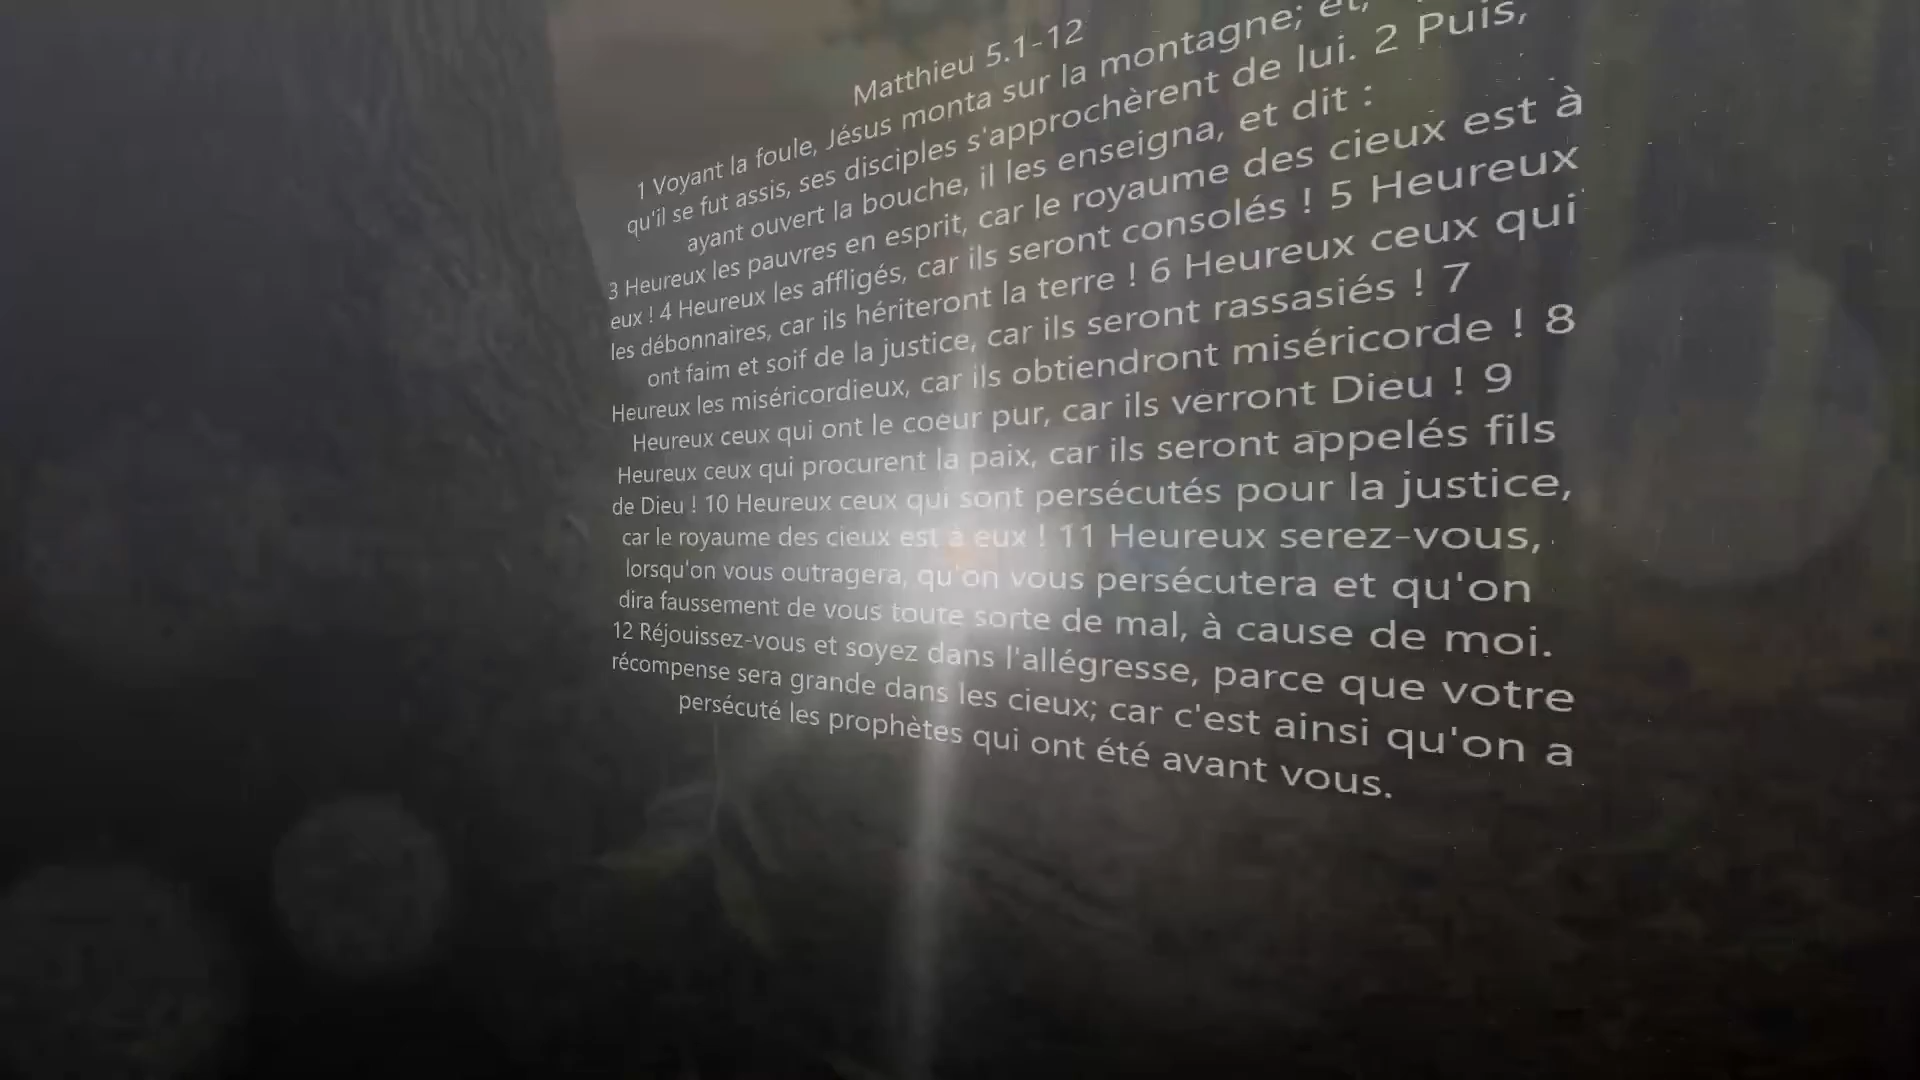 Matthieu 5.1-12
1 Voyant la foule, Jésus monta sur la montagne; et,
qu'il se fut assis, ses disciples s'approchèrent de lui. 2 Puis,
ayant ouvert la bouche, il les enseigna, et dit :
3 Heureux les pauvres en esprit, car le royaume des cieux est à
eux ! 4 Heureux les affligés, car ils seront consolés ! 5 Heureux
les débonnaires, car ils hériteront la terre ! 6 Heureux ceux qui
ont faim et soif de la justice, car ils seront rassasiés ! 7
Heureux les miséricordieux, car ils obtiendront miséricorde ! 8
Heureux ceux qui ont le coeur pur, car ils verront Dieu ! 9
Heureux ceux qui procurent la paix, car ils seront appelés fils
de Dieu ! 10 Heureux ceux qui sont persécutés pour la justice,
car le royaume des cieux est à eux ! 11 Heureux serez-vous,
lorsqu'on vous outragera, qu'on vous persécutera et qu'on
dira faussement de vous toute sorte de mal, à cause de moi.
12 Réjouissez-vous et soyez dans l'allégresse, parce que votre
récompense sera grande dans les cieux; car c'est ainsi qu'on a
persécuté les prophètes qui ont été avant vous.